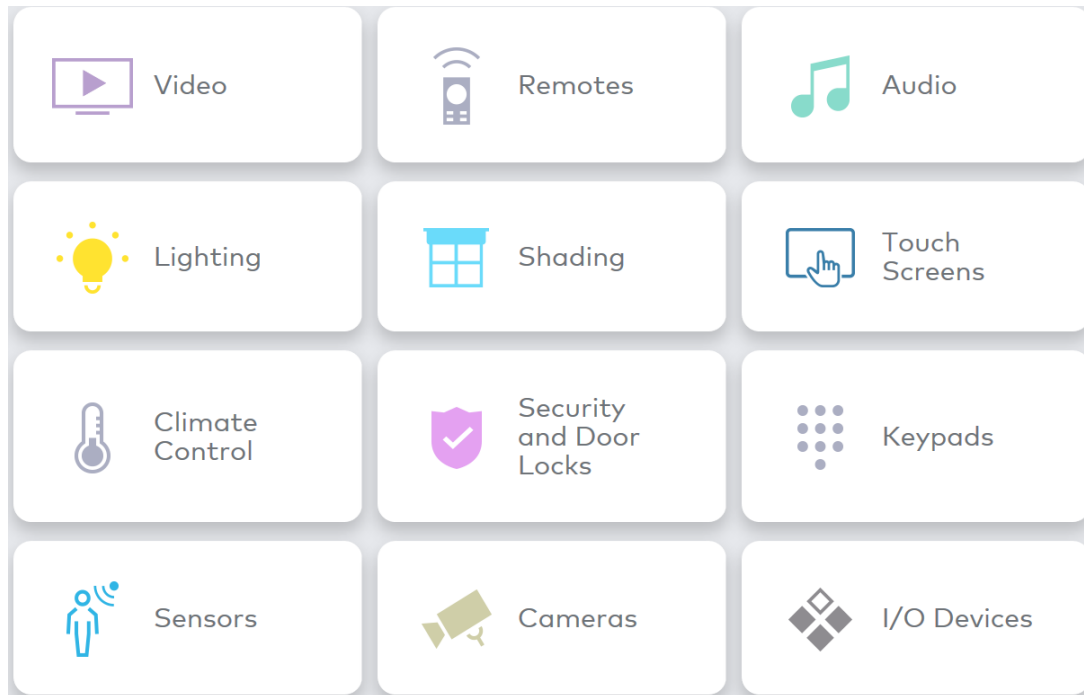 Video
Remotes
Audio
Lighting
Shading
Touch
Screens
Climate
Control
Security
and Door
Locks
Keypads
Sensors
Cameras
I/O Devices